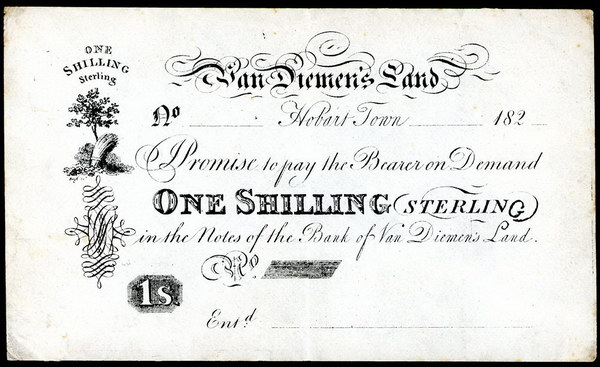 ONE
SHILLING
Sterling
Van Diemen's Land
No Hobart Town 182
I Promise to pay the Bearer on Demand
ONE SHILLING STERLING
in the Notes of the Bank of Van Diemen's Land.
No
1s.
Entd